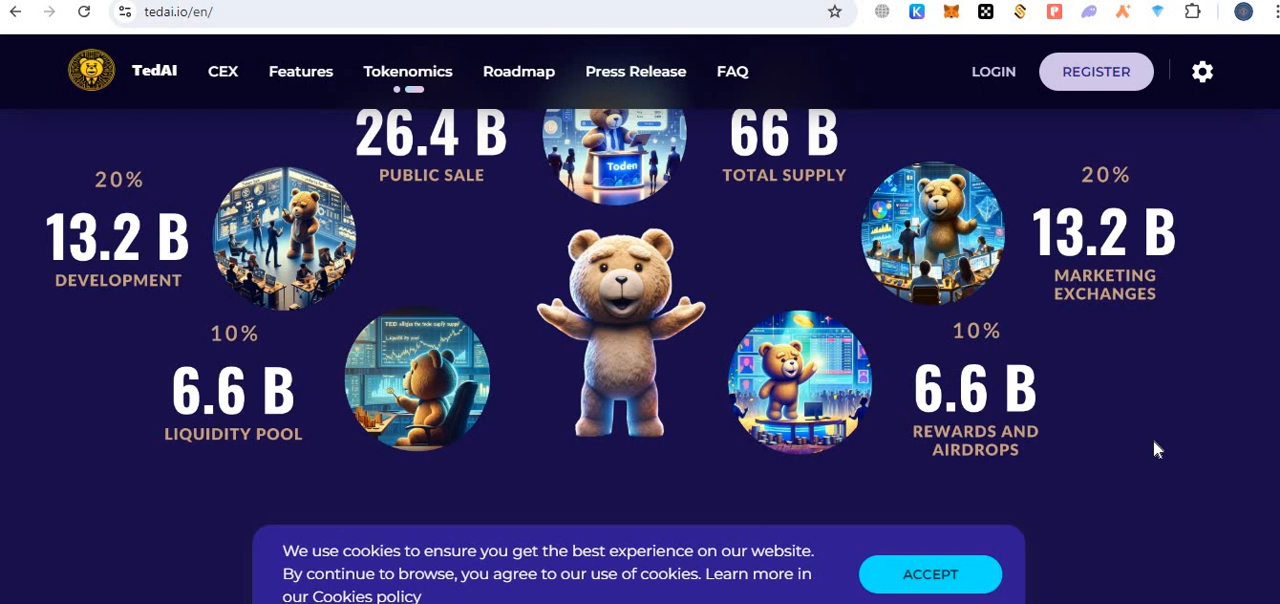 tedai.io/en/
TedAI
CEX
Features
Tokenomics
Roadmap
Press Release
FAQ
LOGIN
REGISTER
26.4 B
PUBLIC SALE
Toden
66 B
TOTAL SUPPLY
20%
13.2 B
DEVELOPMENT
20%
13.2 B
MARKETING
EXCHANGES
10%
6.6 B
LIQUIDITY POOL
10%
6.6 B
REWARDS AND
AIRDROPS
We use cookies to ensure you get the best experience on our website.
By continue to browse, you agree to our use of cookies. Learn more in
our Cookies policy
ACCEPT